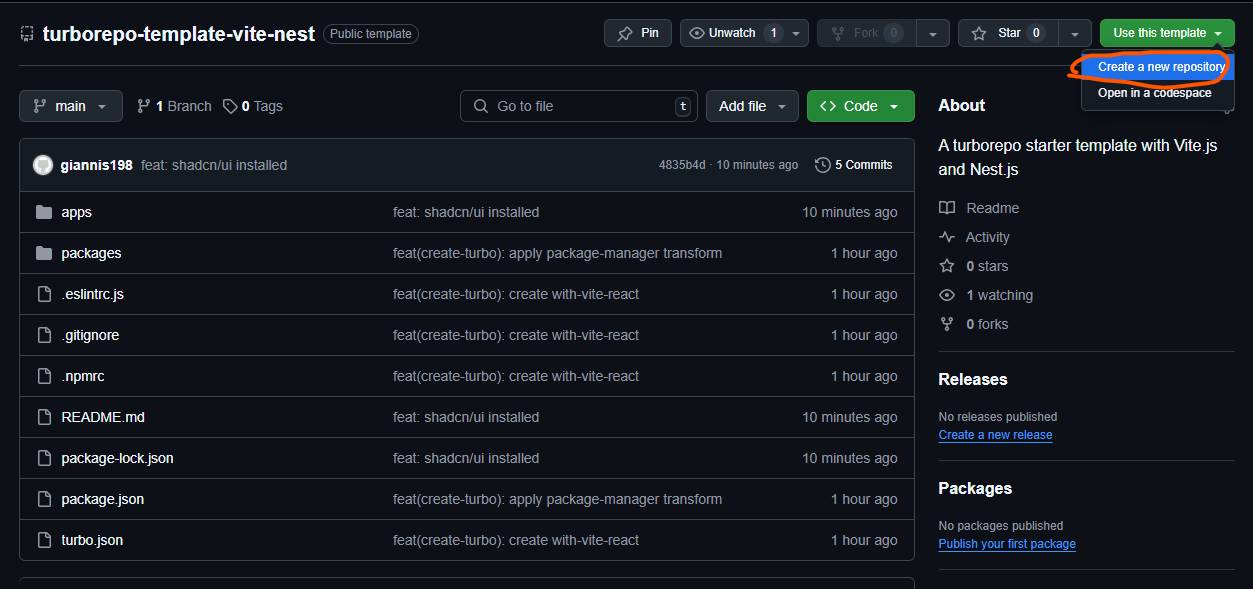 turborepo-template-vite-nest Public template Pin Unwatch 1 Fork 0 Star 0 Use this template
Create a new repository
Open in a codespace
main 1 Branch 0 Tags Go to file t Add file Code
giannis198 feat: shadcn/ui installed 4835b4d · 10 minutes ago 5 Commits
apps feat: shadcn/ui installed 10 minutes ago
packages feat(create-turbo): apply package-manager transform 1 hour ago
.eslintrc.js feat(create-turbo): create with-vite-react 1 hour ago
.gitignore feat(create-turbo): create with-vite-react 1 hour ago
.npmrc feat(create-turbo): create with-vite-react 1 hour ago
README.md feat: shadcn/ui installed 10 minutes ago
package-lock.json feat: shadcn/ui installed 10 minutes ago
package.json feat(create-turbo): apply package-manager transform 1 hour ago
turbo.json feat(create-turbo): create with-vite-react 1 hour ago
About
A turborepo starter template with Vite.js
and Nest.js
Readme
Activity
0 stars
1 watching
0 forks
Releases
No releases published
Create a new release
Packages
No packages published
Publish your first package